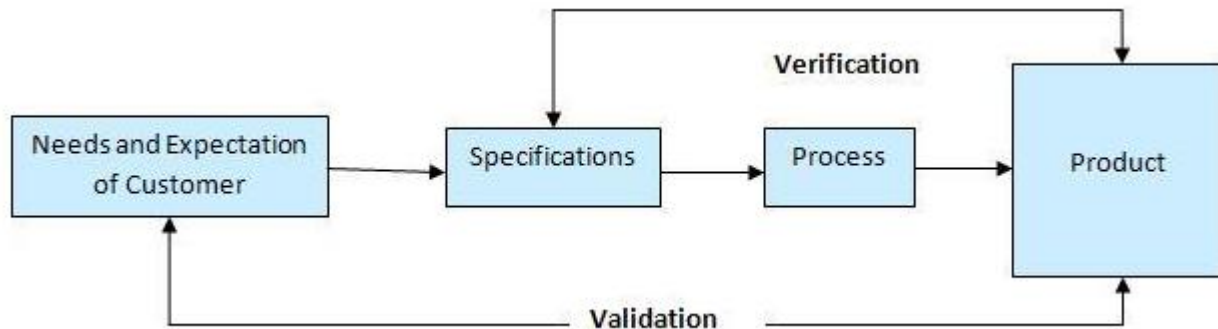 Verification
Needs and Expectation
of Customer
Specifications
Process
Product
Validation